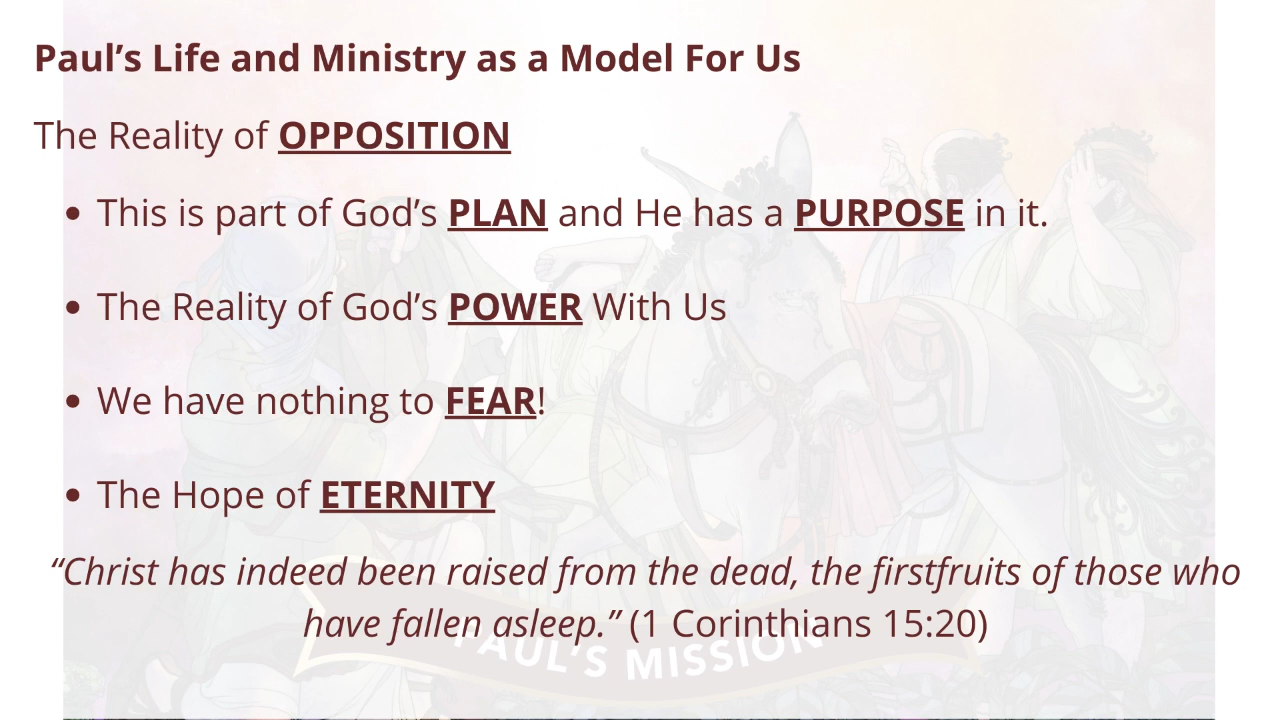 Paul’s Life and Ministry as a Model For Us
The Reality of OPPOSITION
• This is part of God’s PLAN and He has a PURPOSE in it.
• The Reality of God’s POWER With Us
• We have nothing to FEAR!
• The Hope of ETERNITY
“Christ has indeed been raised from the dead, the firstfruits of those who
have fallen asleep.” (1 Corinthians 15:20)
PAUL’S MISSION